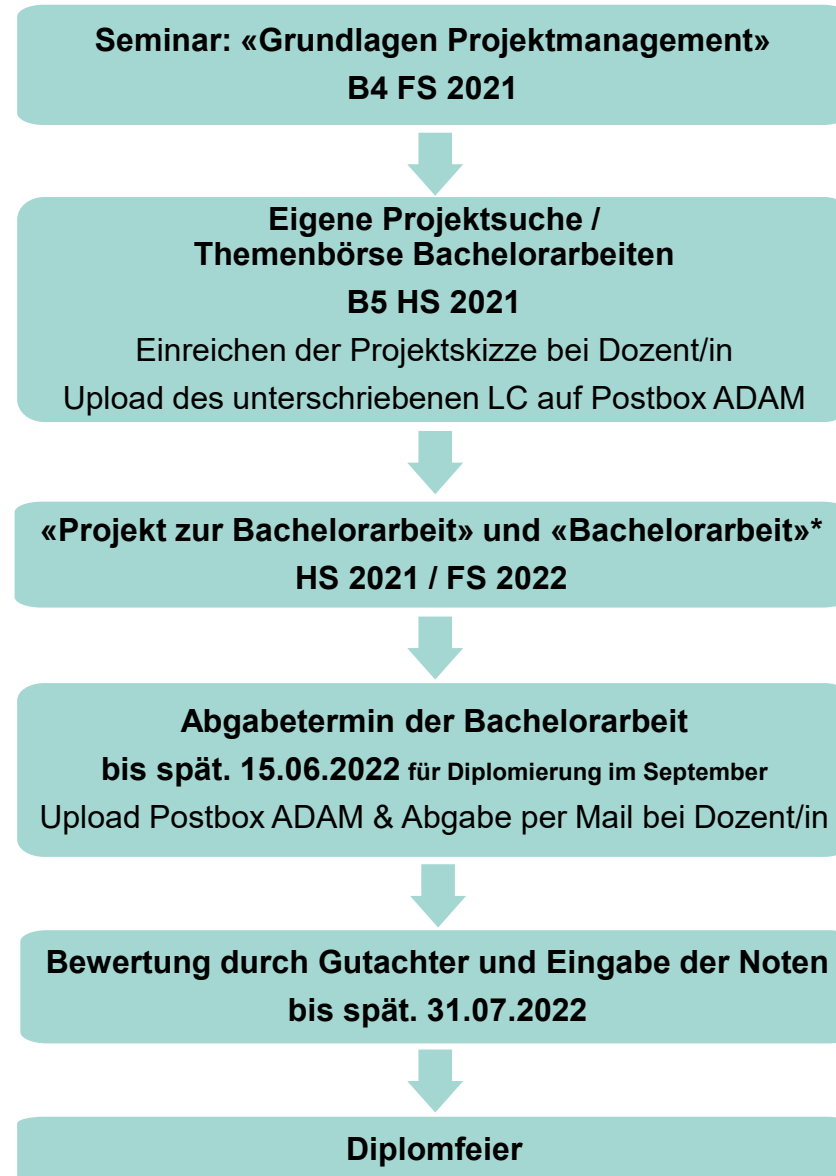 Seminar: «Grundlagen Projektmanagement»
B4 FS 2021
Eigene Projektsuche /
Themenbörse Bachelorarbeiten
B5 HS 2021
Einreichen der Projektskizze bei Dozent/in
Upload des unterschriebenen LC auf Postbox ADAM
«Projekt zur Bachelorarbeit» und «Bachelorarbeit»*
HS 2021 / FS 2022
Abgabetermin der Bachelorarbeit
bis spät. 15.06.2022 für Diplomierung im September
Upload Postbox ADAM & Abgabe per Mail bei Dozent/in
Bewertung durch Gutachter und Eingabe der Noten
bis spät. 31.07.2022
Diplomfeier